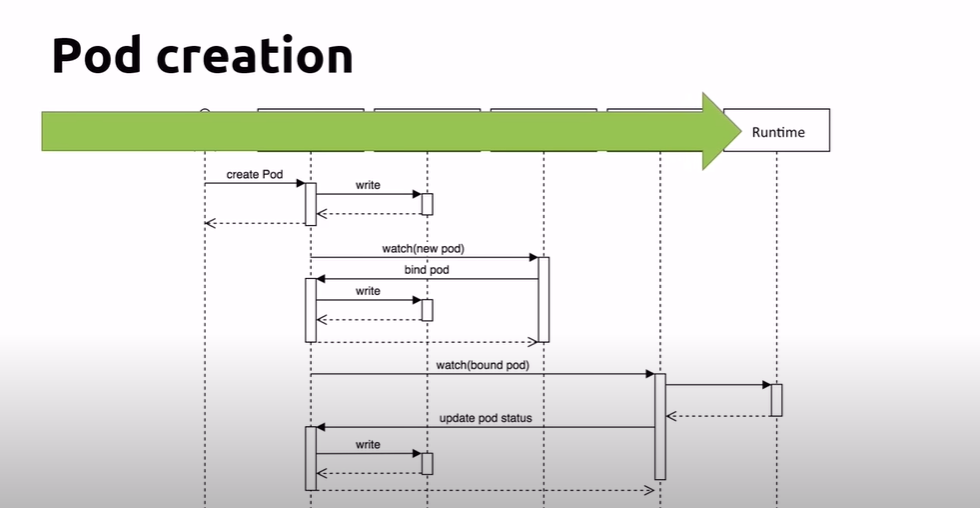 Pod creation
Runtime
create Pod
write
watch(new pod)
bind pod
write
watch(bound pod)
update pod status
write